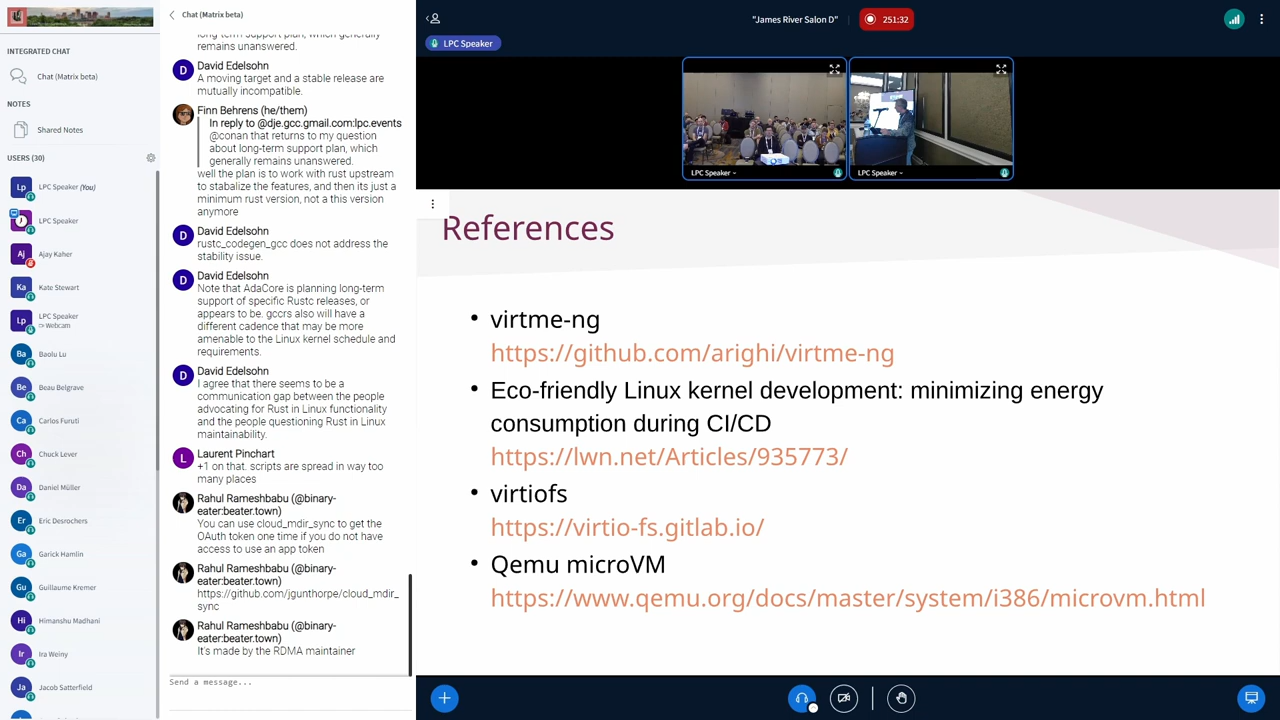 INTEGRATED CHAT
Chat (Matrix beta)
NOTES
Shared Notes
USERS (30)
Lp LPC Speaker (You)
LPC Speaker
Aj Ajay Kaher
Ka Kate Stewart
Lp LPC Speaker
=> Webcam
Ba Baolu Lu
Be Beau Belgrave
Ca Carlos Furuti
Ch Chuck Lever
Da Daniel Müller
Er Eric Desrochers
Ga Garick Hamlin
Gu Guillaume Kremer
Hi Himanshu Madhani
Ir Ira Weiny
Ja Jacob Satterfield
Chat (Matrix beta)
long-term support plan, which generally
remains unanswered.
D David Edelsohn
A moving target and a stable release are
mutually incompatible.
Finn Behrens (he/them)
In reply to @dje.gcc.gmail.com:lpc.events
@conan that returns to my question
about long-term support plan, which
generally remains unanswered.
well the plan is to work with rust upstream
to stabalize the features, and then its just a
minimum rust version, not a this version
anymore
D David Edelsohn
rustc_codegen_gcc does not address the
stability issue.
D David Edelsohn
Note that AdaCore is planning long-term
support of specific Rustc releases, or
appears to be. gccrs also will have a
different cadence that may be more
amenable to the Linux kernel schedule and
requirements.
D David Edelsohn
I agree that there seems to be a
communication gap between the people
advocating for Rust in Linux functionality
and the people questioning Rust in Linux
maintainability.
L Laurent Pinchart
+1 on that. scripts are spread in way too
many places
Rahul Rameshbabu (@binary-
eater:beater.town)
You can use cloud_mdir_sync to get the
OAuth token one time if you do not have
access to use an app token
Rahul Rameshbabu (@binary-
eater:beater.town)
https://github.com/jgunthorpe/cloud_mdir_
sync
Rahul Rameshbabu (@binary-
eater:beater.town)
It's made by the RDMA maintainer
Send a message...
"James River Salon D"
251:32
LPC Speaker
LPC Speaker
LPC Speaker
References
• virtme-ng
https://github.com/arighi/virtme-ng
• Eco-friendly Linux kernel development: minimizing energy
consumption during CI/CD
https://lwn.net/Articles/935773/
• virtiofs
https://virtio-fs.gitlab.io/
• Qemu microVM
https://www.qemu.org/docs/master/system/i386/microvm.html